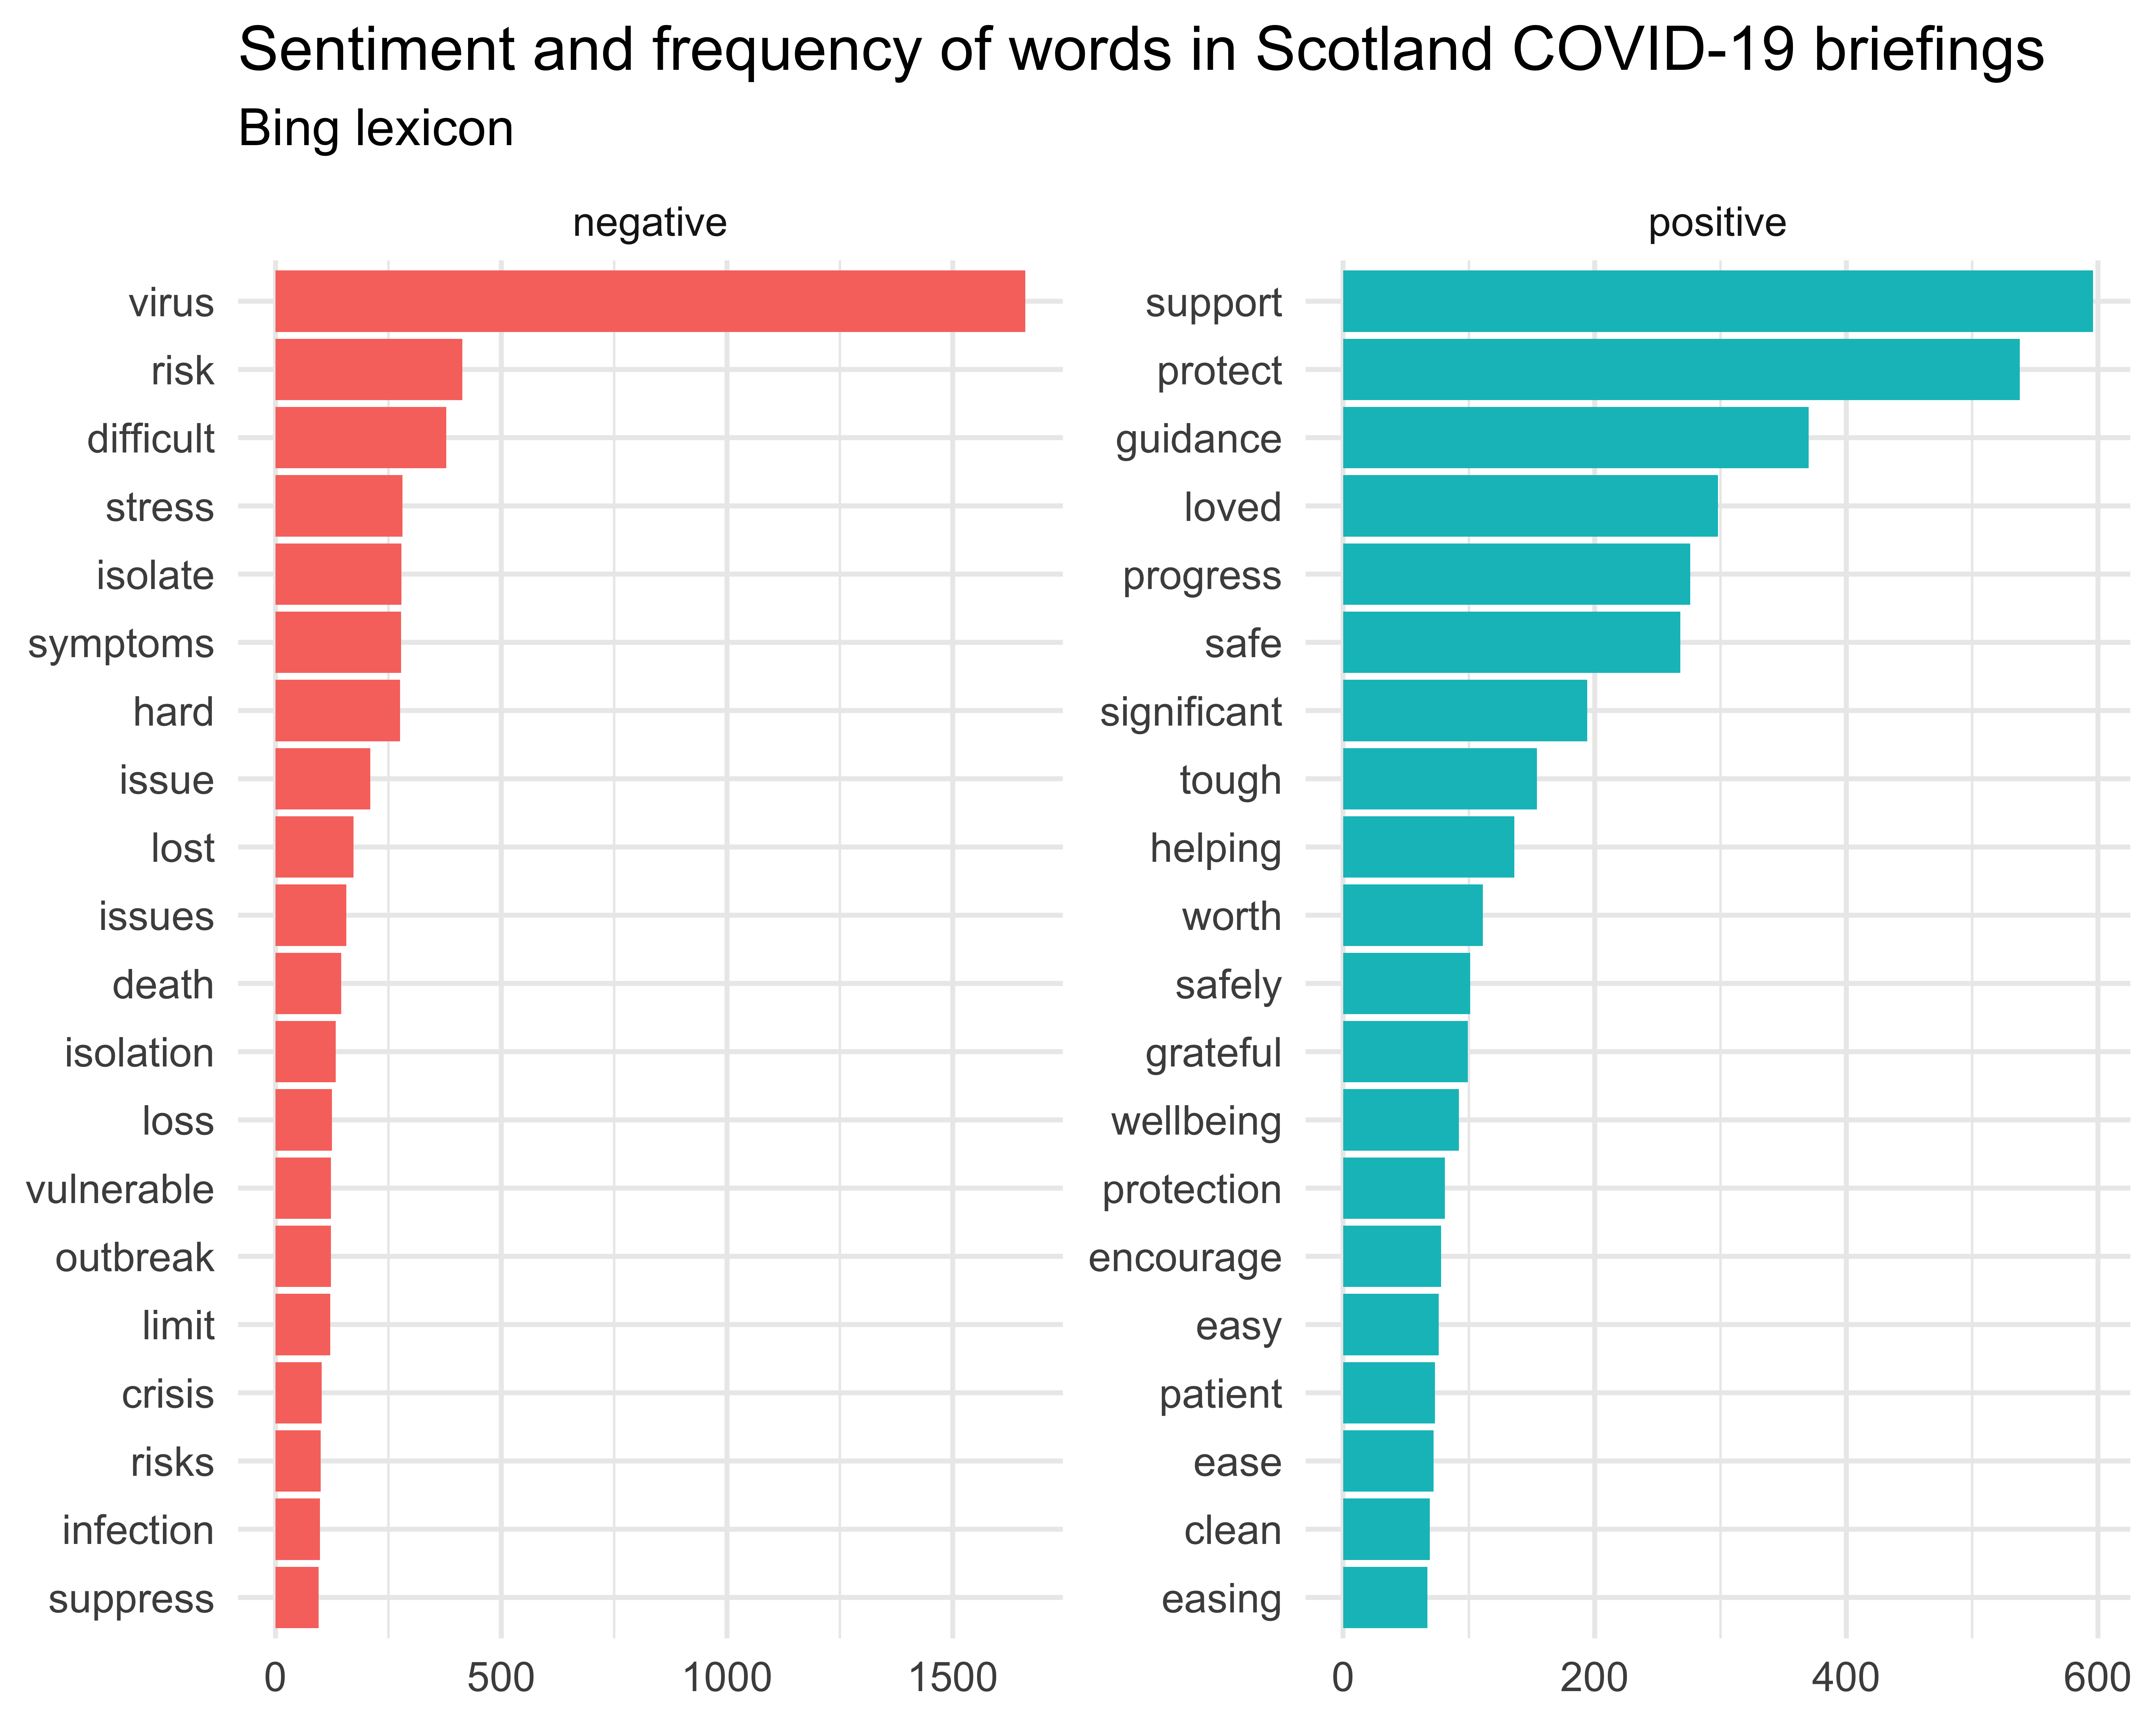 Sentiment and frequency of words in Scotland COVID-19 briefings
Bing lexicon
negative
virus
risk
difficult
stress
isolate
symptoms
hard
issue
lost
issues
death
isolation
loss
vulnerable
outbreak
limit
crisis
risks
infection
suppress
0 500 1000 1500
positive
support
protect
guidance
loved
progress
safe
significant
tough
helping
worth
safely
grateful
wellbeing
protection
encourage
easy
patient
ease
clean
easing
0 200 400 600